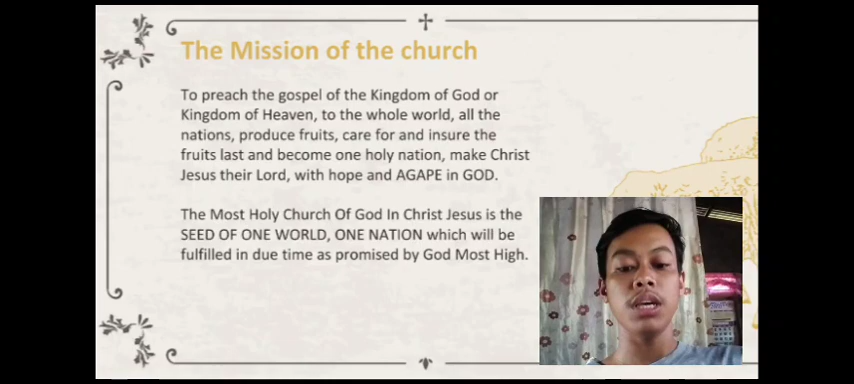 The Mission of the church
To preach the gospel of the Kingdom of God or
Kingdom of Heaven, to the whole world, all the
nations, produce fruits, care for and insure the
fruits last and become one holy nation, make Christ
Jesus their Lord, with hope and AGAPE in GOD.
The Most Holy Church Of God In Christ Jesus is the
SEED OF ONE WORLD, ONE NATION which will be
fulfilled in due time as promised by God Most High.